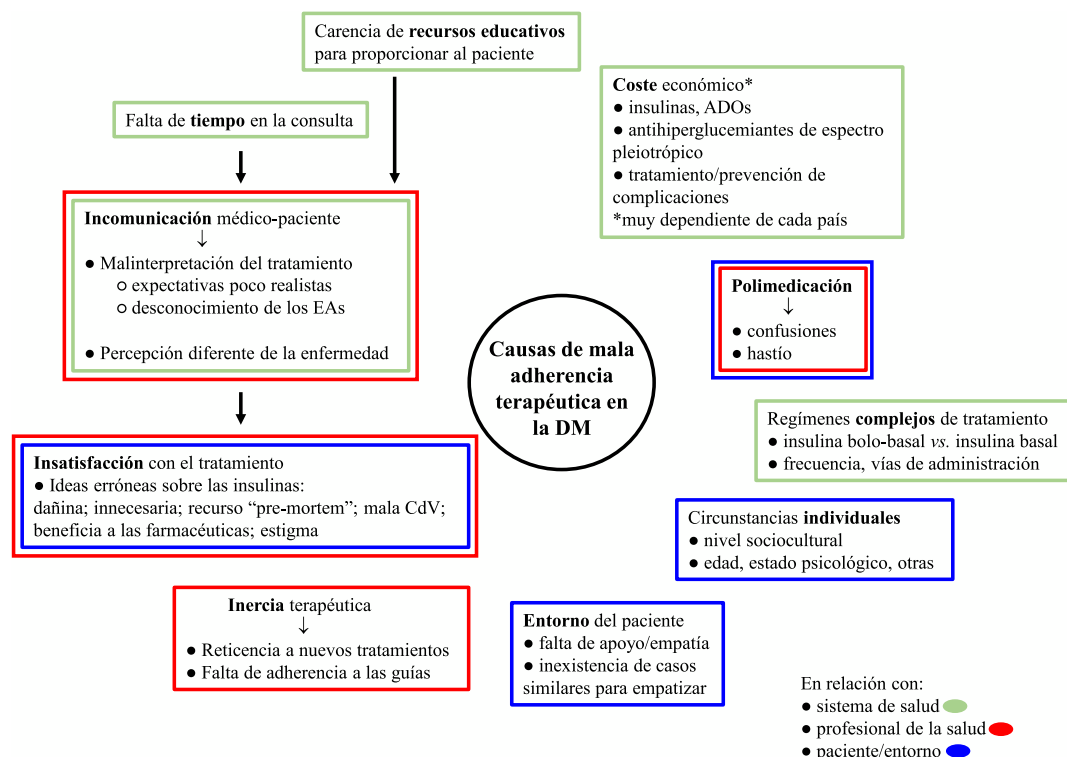 Carencia de recursos educativos
para proporcionar al paciente
Falta de tiempo en la consulta
Coste económico*
● insulinas, ADOs
● antihiperglucemiantes de espectro
pleiotrópico
● tratamiento/prevención de
complicaciones
*muy dependiente de cada país
Incomunicación médico-paciente
↓
● Malinterpretación del tratamiento
○ expectativas poco realistas
○ desconocimiento de los EAs
● Percepción diferente de la enfermedad
Polimedicación
↓
● confusiones
● hastío
Causas de mala
adherencia
terapéutica en
la DM
Regímenes complejos de tratamiento
● insulina bolo-basal vs. insulina basal
● frecuencia, vías de administración
Insatisfacción con el tratamiento
● Ideas erróneas sobre las insulinas:
dañina; innecesaria; recurso “pre-mortem”; mala CdV;
beneficia a las farmacéuticas; estigma
Circunstancias individuales
● nivel sociocultural
● edad, estado psicológico, otras
Inercia terapéutica
↓
● Reticencia a nuevos tratamientos
● Falta de adherencia a las guías
Entorno del paciente
● falta de apoyo/empatía
● inexistencia de casos
similares para empatizar
En relación con:
● sistema de salud
● profesional de la salud
● paciente/entorno